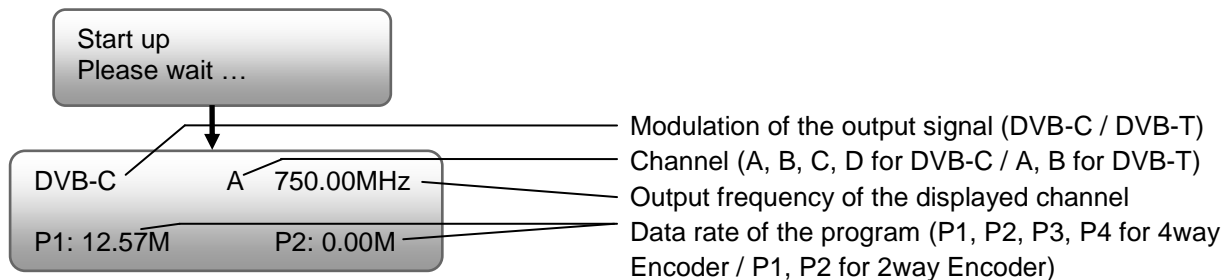 Start up
Please wait …
DVB-C A 750.00MHz
P1: 12.57M P2: 0.00M
Modulation of the output signal (DVB-C / DVB-T)
Channel (A, B, C, D for DVB-C / A, B for DVB-T)
Output frequency of the displayed channel
Data rate of the program (P1, P2, P3, P4 for 4way
Encoder / P1, P2 for 2way Encoder)